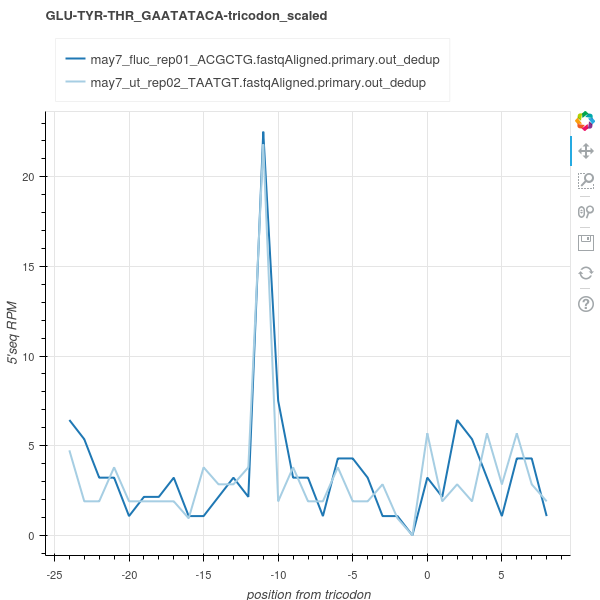 GLU-TYR-THR_GAATATACA-tricodon_scaled
may7_fluc_rep01_ACGCTG.fastqAligned.primary.out_dedup
may7_ut_rep02_TAATGT.fastqAligned.primary.out_dedup
20
15
10
5
0
5'seq RPM
-25 -20 -15 -10 -5 0 5
position from tricodon